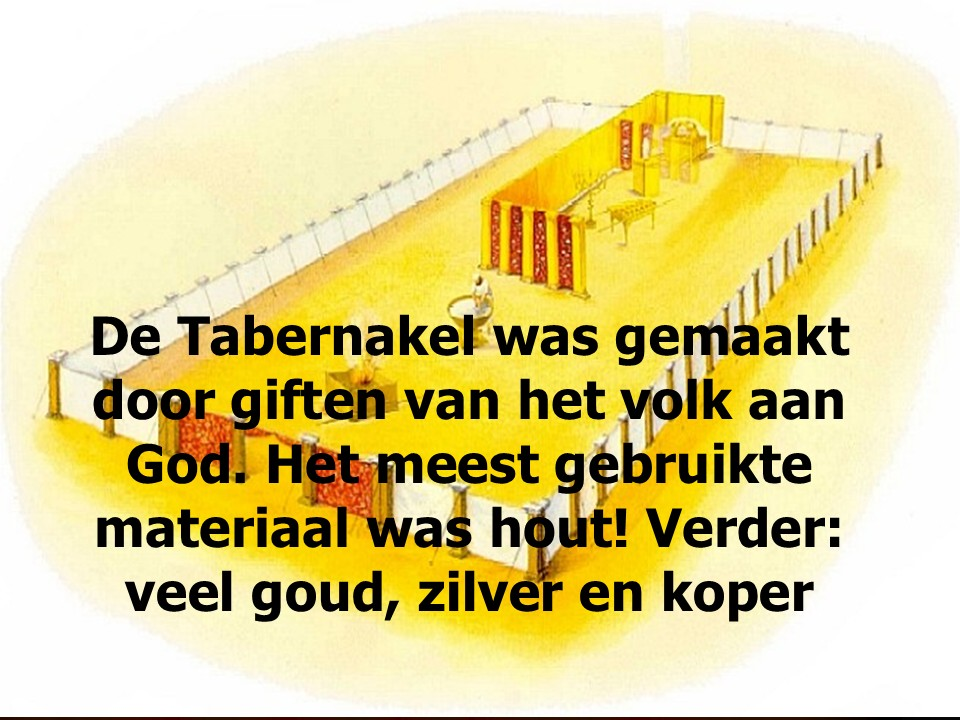 De Tabernakel was gemaakt
door giften van het volk aan
God. Het meest gebruikte
materiaal was hout! Verder:
veel goud, zilver en koper